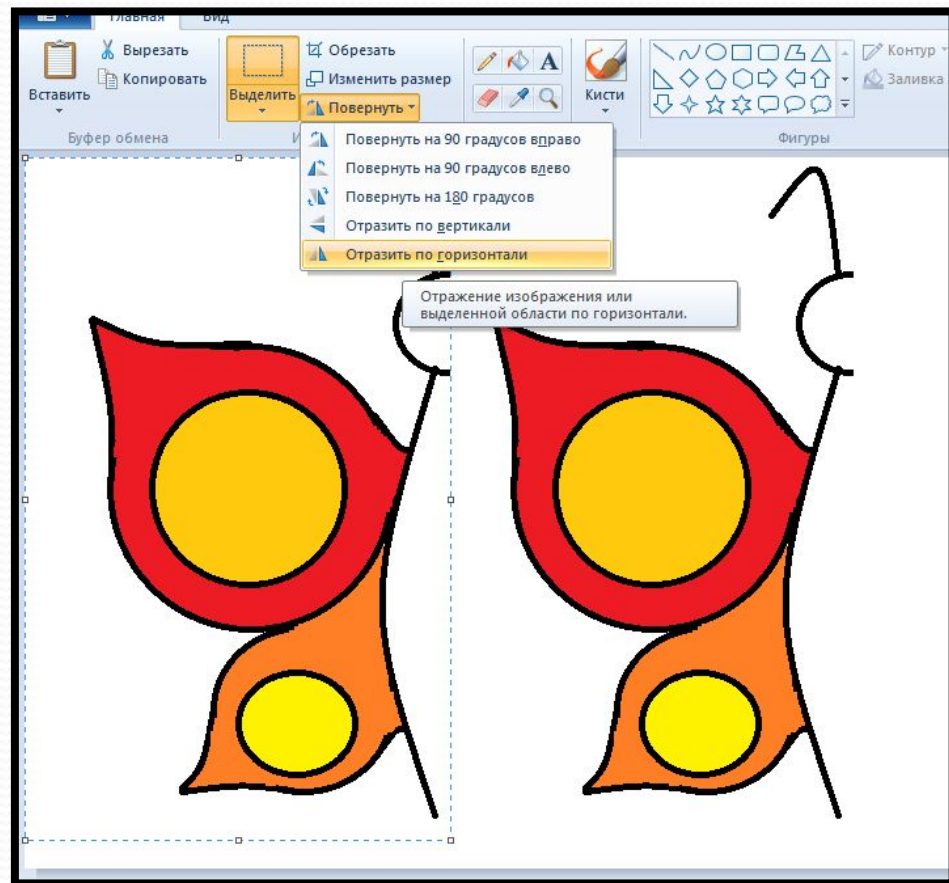 Главная Вид
Вырезать
Копировать
Вставить
Буфер обмена
Выделить
Обрезать
Изменить размер
Повернуть
A
Кисти
Контур
Заливка
Фигуры
Повернуть на 90 градусов вправо
Повернуть на 90 градусов влево
Повернуть на 180 градусов
Отразить по вертикали
Отразить по горизонтали
Отражение изображения или
выделенной области по горизонтали.